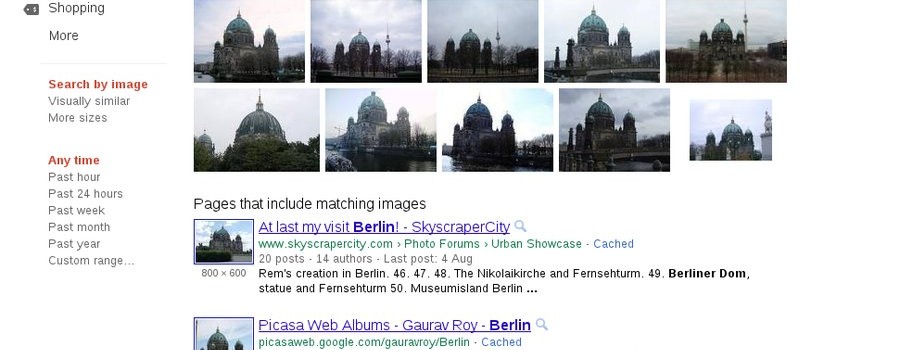 Shopping
More
Search by image
Visually similar
More sizes
Any time
Past hour
Past 24 hours
Past week
Past month
Past year
Custom range...
Pages that include matching images
At last my visit Berlin! - SkyscraperCity
www.skyscrapercity.com › Photo Forums › Urban Showcase - Cached
20 posts - 14 authors - Last post: 4 Aug
800 × 600
Rem's creation in Berlin. 46. 47. 48. The Nikolaikirche and Fernsehturm. 49. Berliner Dom,
statue and Fernsehturm 50. Museumisland Berlin ...
Picasa Web Albums - Gaurav Roy - Berlin
picasaweb.google.com/gauravroy/Berlin - Cached